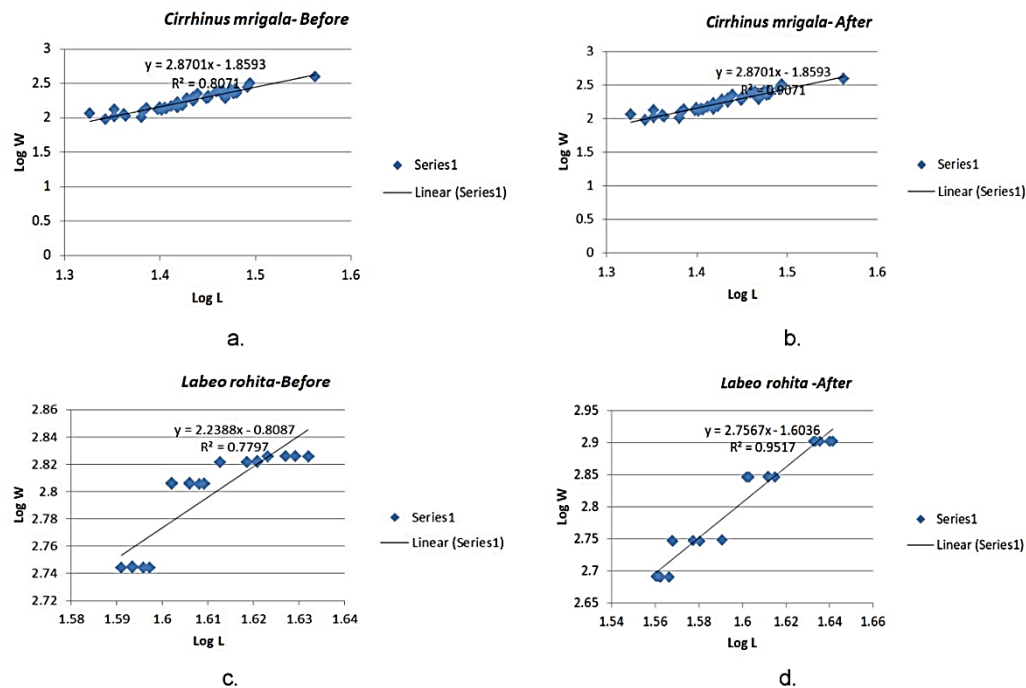 Cirrhinus mrigala- Before
3
2.5
2
1.5
1
0.5
0
Log W
y = 2.8701x - 1.8593
R² = 0.8071
Series1
Linear (Series1)
1.3 1.4 1.5 1.6
Log L
a.
Cirrhinus mrigala- After
3
2.5
2
1.5
1
0.5
0
Log W
y = 2.8701x - 1.8593
R² = 0.9071
Series1
Linear (Series1)
1.3 1.4 1.5 1.6
Log L
b.
Labeo rohita-Before
2.86
2.84
2.82
2.8
2.78
2.76
2.74
2.72
Log W
y = 2.2388x - 0.8087
R² = 0.7797
Series1
Linear (Series1)
1.58 1.59 1.6 1.61 1.62 1.63 1.64
Log L
c.
Labeo rohita -After
2.95
2.9
2.85
2.8
2.75
2.7
2.65
Log W
y = 2.7567x - 1.6036
R² = 0.9517
Series1
Linear (Series1)
1.54 1.56 1.58 1.6 1.62 1.64 1.66
Log L
d.